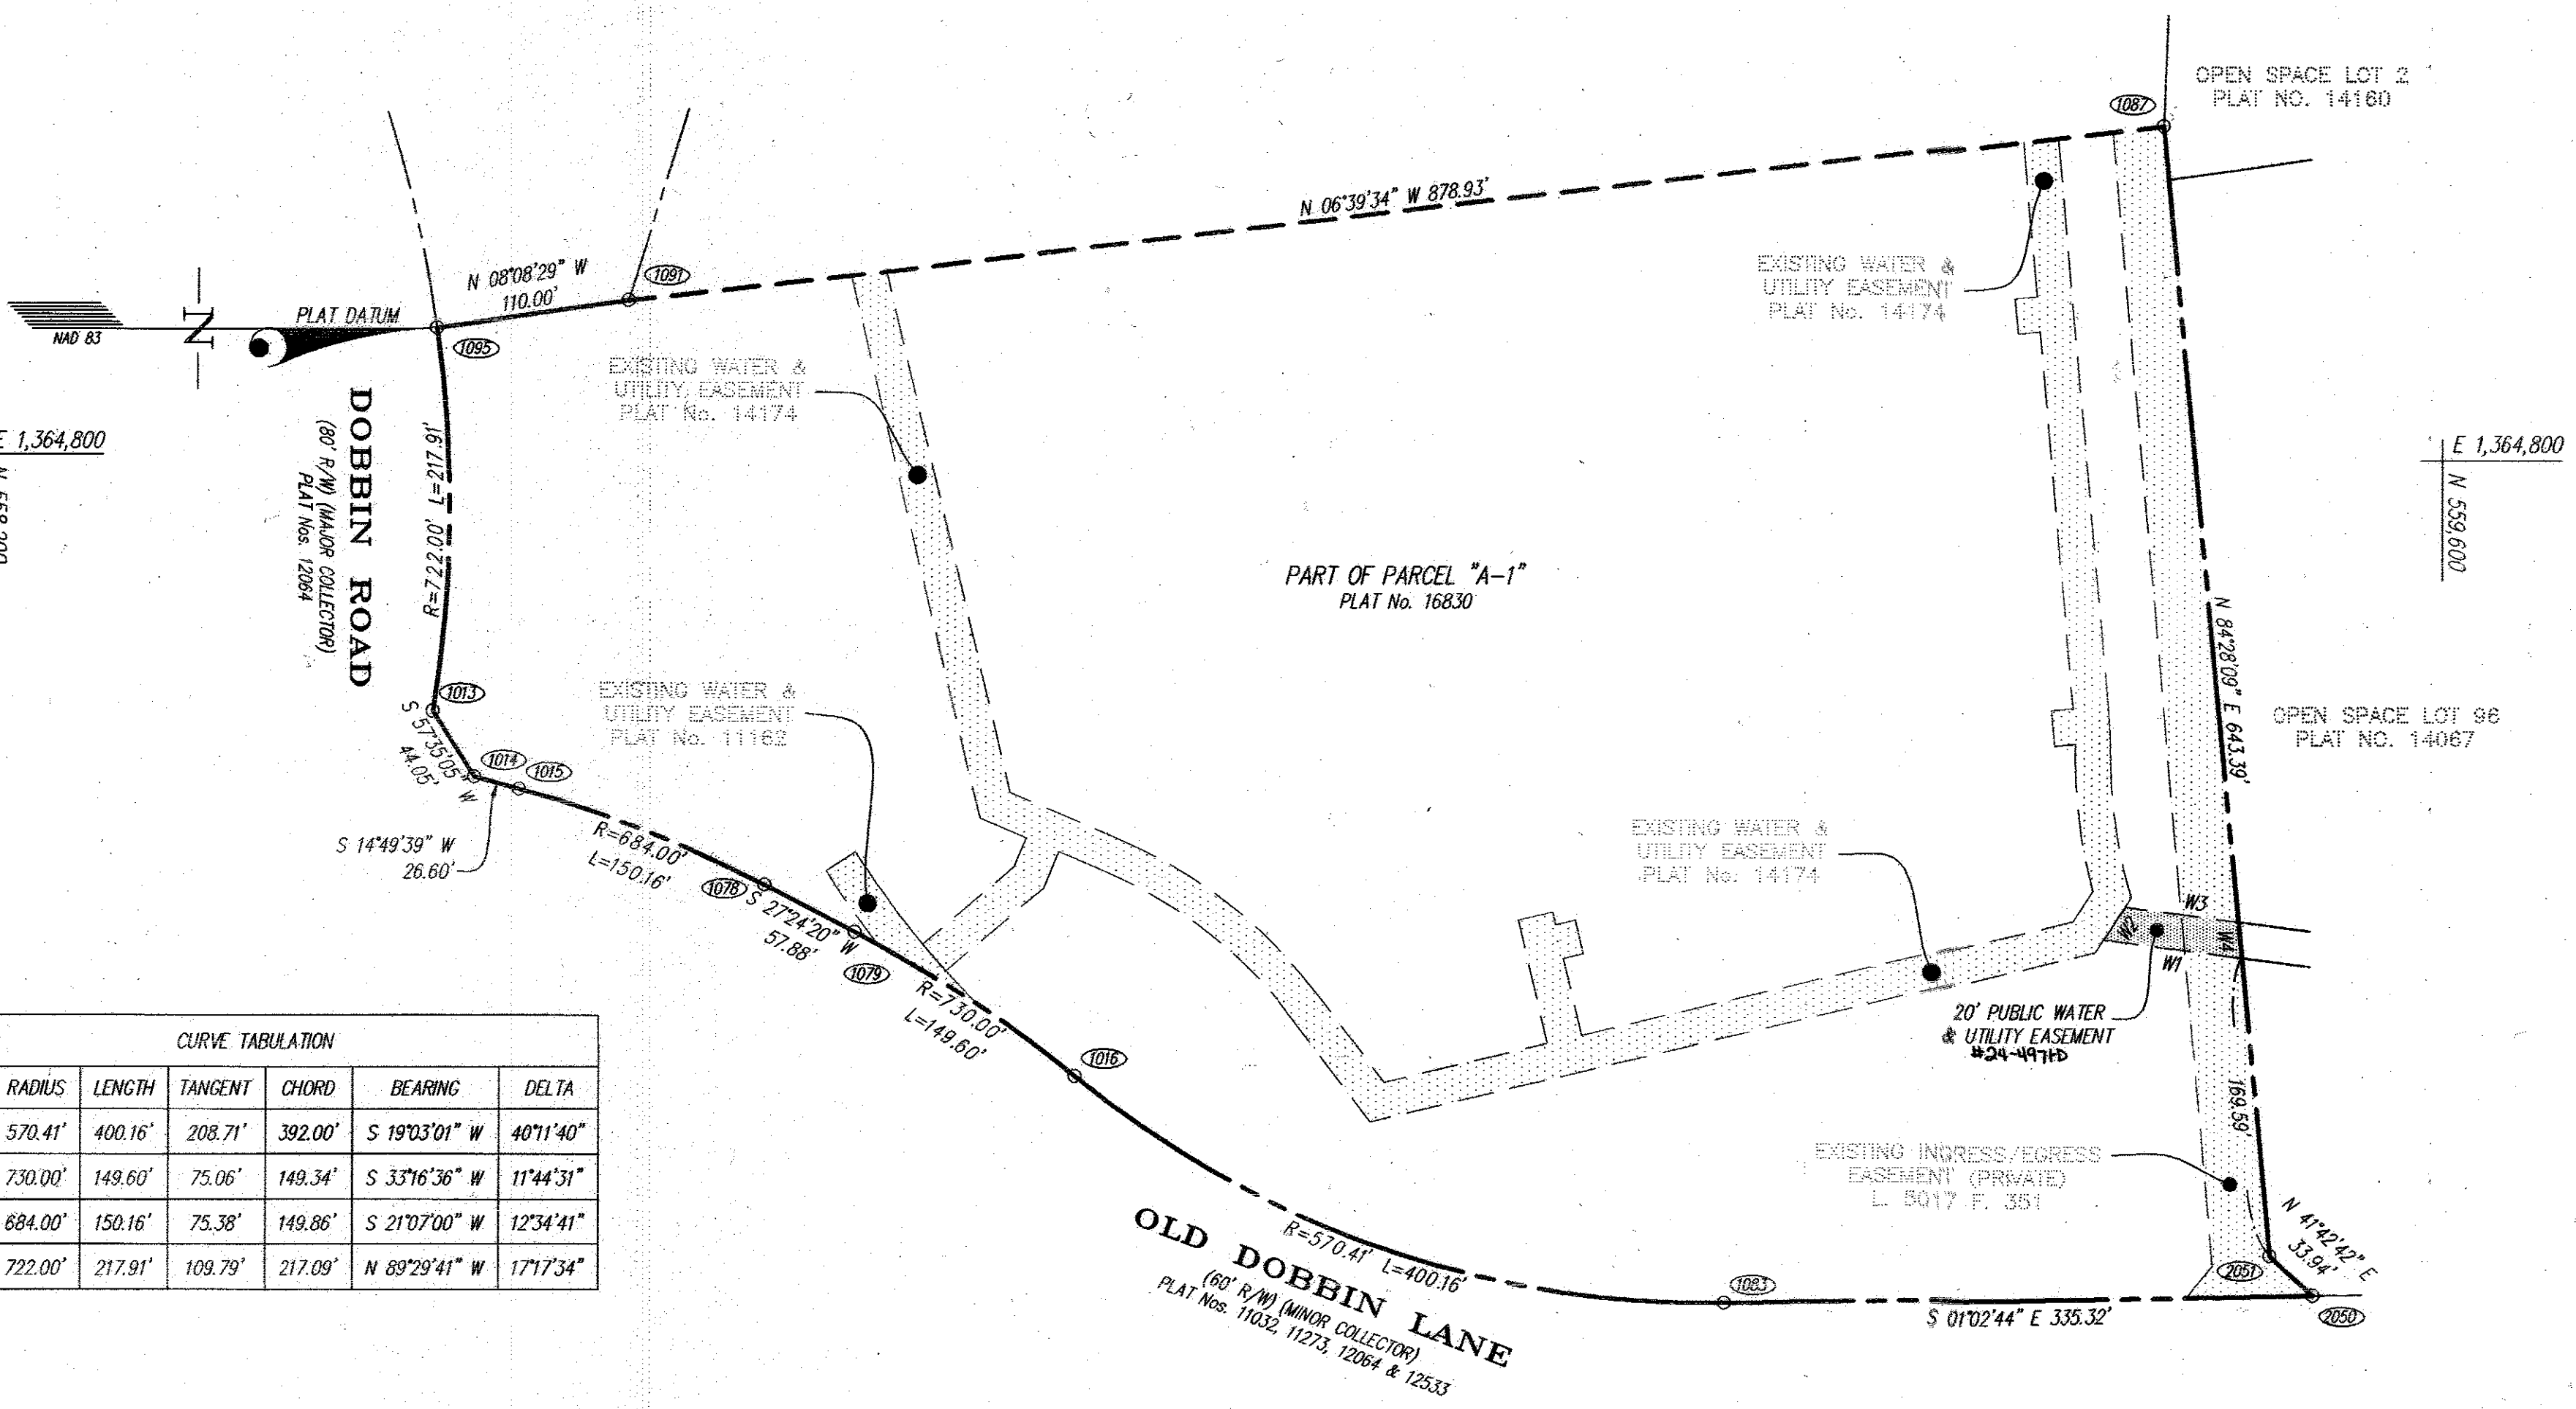 OPEN SPACE LOT 2
PLAT NO. 14160
1087
N 06°39'34" W 878.93'
N 08°08'29" W
110.00'
1091
PLAT DATUM
NAD 83
—N—
1095
EXISTING WATER &
UTILITY EASEMENT
PLAT No. 14174
EXISTING WATER &
UTILITY EASEMENT
PLAT No. 14174
E 1,364,800
E 1,364,800
N 559,600
DOBBIN ROAD
(80' R/W) (MAJOR COLLECTOR)
PLAT Nos. 12064
R=722.00' L=217.91'
PART OF PARCEL "A-1"
PLAT No. 16830
N 84°28'09" E 643.39'
OPEN SPACE LOT 96
PLAT NO. 14067
1013
S 57°35'05" W
44.05'
1014
1015
S 14°49'39" W
26.60'
EXISTING WATER &
UTILITY EASEMENT
PLAT No. 11162
R=684.00'
L=150.16'
1078
S 27°24'20" W
57.88'
1079
R=730.00'
L=149.60'
1016
EXISTING WATER &
UTILITY EASEMENT
PLAT No. 14174
W3
W2
W4
W1
20' PUBLIC WATER
& UTILITY EASEMENT
#24-4971-D
169.59'
EXISTING INGRESS/EGRESS
EASEMENT (PRIVATE)
L. 5017 F. 351
N 41°42'42" E
33.94'
2051
2050
1083
S 01°02'44" E 335.32'
R=570.41' L=400.16'
OLD DOBBIN LANE
(60' R/W) (MINOR COLLECTOR)
PLAT Nos. 11032, 11273, 12064 & 12533
CURVE TABULATION
RADIUS LENGTH TANGENT CHORD BEARING DELTA
570.41' 400.16' 208.71' 392.00' S 19°03'01" W 40°11'40"
730.00' 149.60' 75.06' 149.34' S 33°16'36" W 11°44'31"
684.00' 150.16' 75.38' 149.86' S 21°07'00" W 12°34'41"
722.00' 217.91' 109.79' 217.09' N 89°29'41" W 17°17'34"